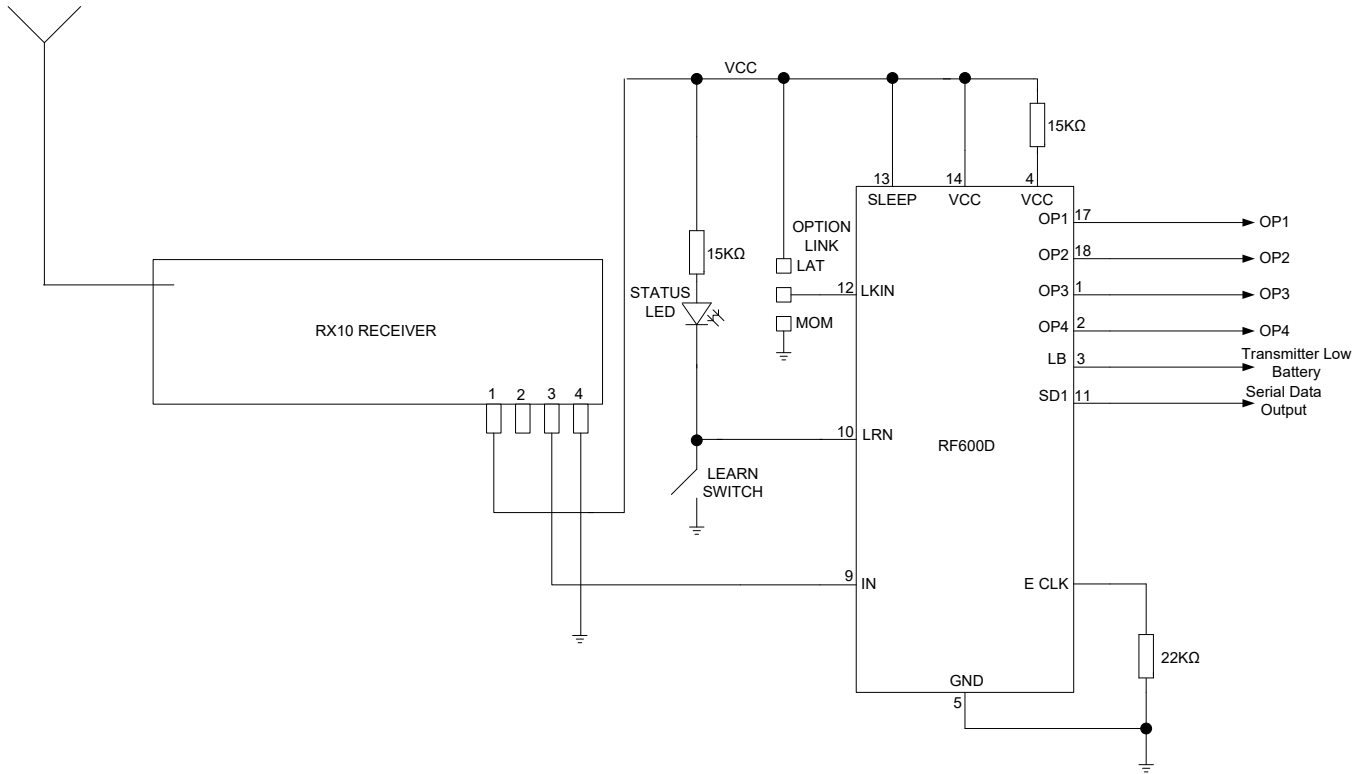 VCC
15KΩ
13
14
4
SLEEP
VCC
VCC
OP1
17
OP1
OPTION
LINK
LAT
15KΩ
OP2
18
OP2
STATUS
LED
12
LKIN
OP3
1
OP3
MOM
RX10 RECEIVER
OP4
2
OP4
LB
3
Transmitter Low
Battery
SD1
11
Serial Data
Output
1
2
3
4
10
LRN
RF600D
LEARN
SWITCH
9
IN
E CLK
22KΩ
GND
5